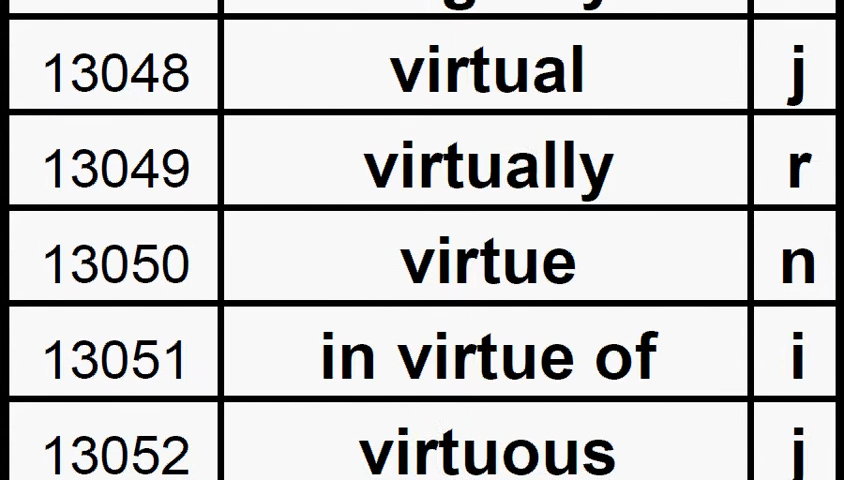 13048 virtual j
13049 virtually r
13050 virtue n
13051 in virtue of i
13052 virtuous j